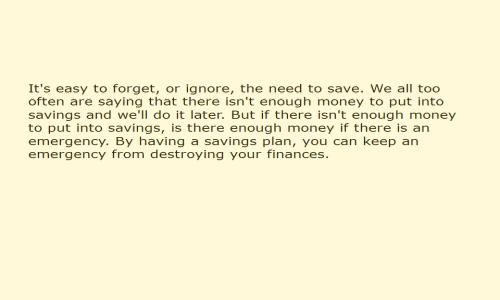 It's easy to forget, or ignore, the need to save. We all too
often are saying that there isn't enough money to put into
savings and we'll do it later. But if there isn't enough money
to put into savings, is there enough money if there is an
emergency. By having a savings plan, you can keep an
emergency from destroying your finances.